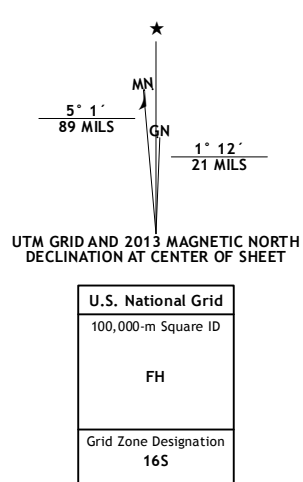 ★
MN
5° 1´
89 MILS
GN
1° 12´
21 MILS
UTM GRID AND 2013 MAGNETIC NORTH
DECLINATION AT CENTER OF SHEET
U.S. National Grid
100,000-m Square ID
FH
Grid Zone Designation
16S